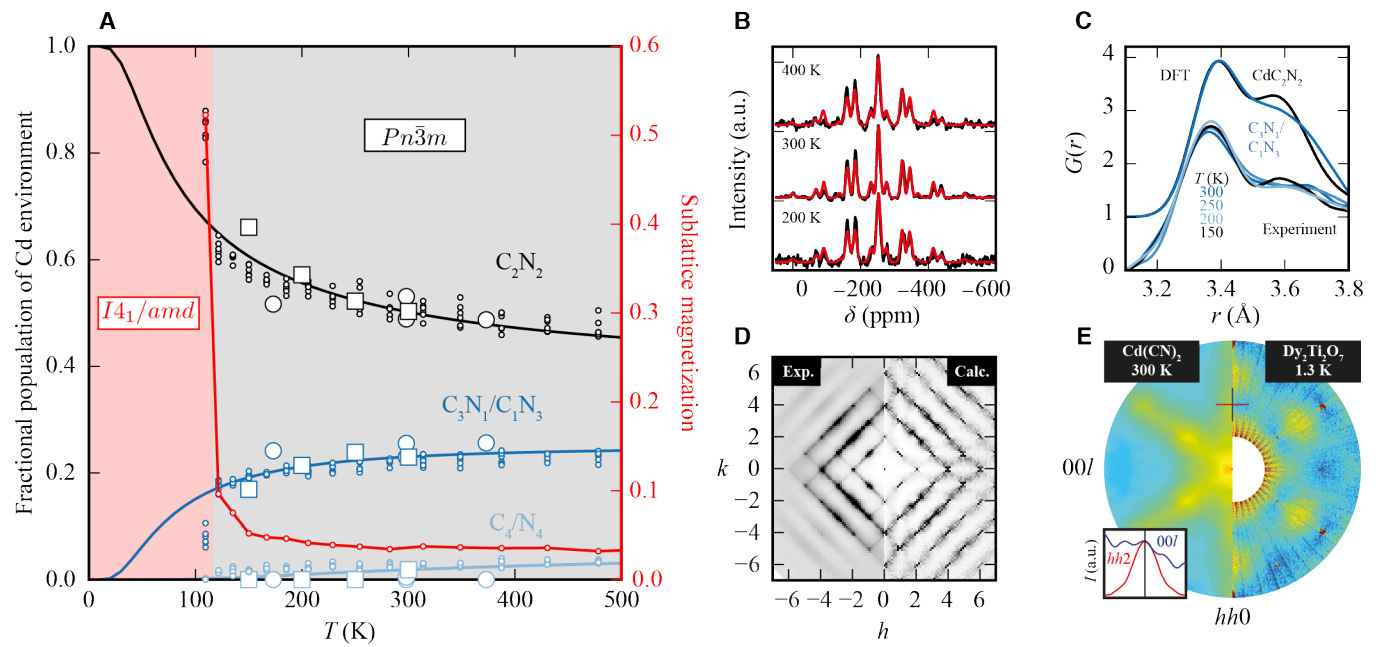 A
Fractional popualation of Cd environment
1.0
0.8
0.6
0.4
0.2
0.0
0
100
200
300
400
500
T (K)
0.6
0.5
0.4
0.3
0.2
0.1
0.0
Sublattice magnetization
Pn3̄m
I4₁/amd
C₂N₂
C₃N₁/C₁N₃
C₄/N₄
B
Intensity (a.u.)
400 K
300 K
200 K
0
−200
−400
−600
δ (ppm)
C
G(r)
4
3
2
1
0
DFT
CdC₂N₂
C₃N₁/
C₁N₃
T (K)
300
250
200
150
Experiment
3.2
3.4
3.6
3.8
r (Å)
D
Exp.
Calc.
k
6
4
2
0
−2
−4
−6
−6
−4
−2
0
2
4
6
h
E
Cd(CN)₂
300 K
Dy₂Ti₂O₇
1.3 K
00l
I (a.u.)
hh2
00l
hh0